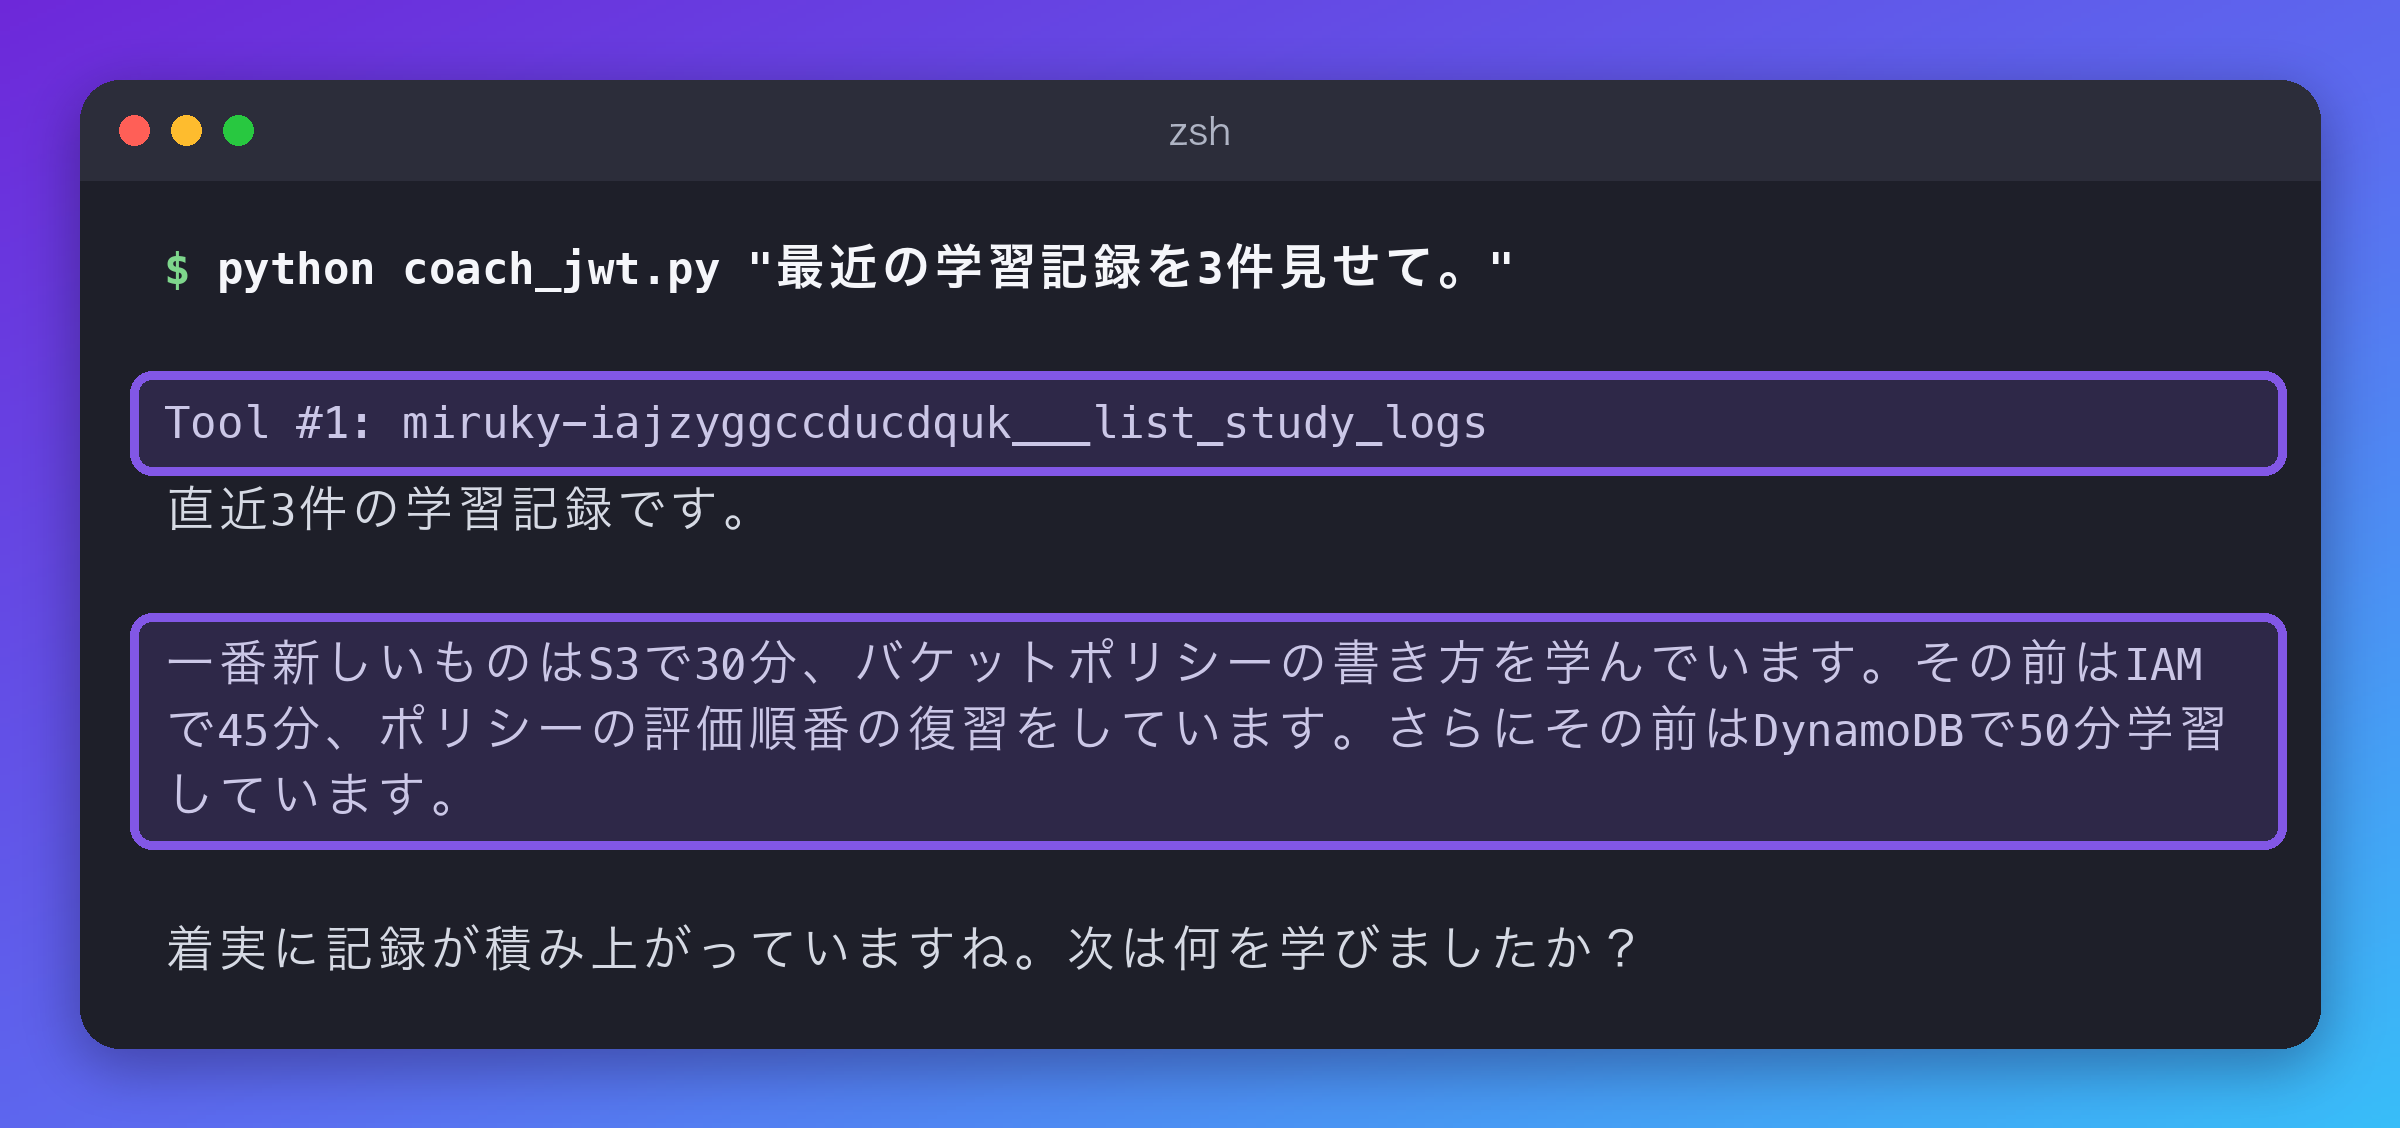 zsh
$ python coach_jwt.py "最近の学習記録を3件見せて。"
Tool #1: miruky-iajzyggccducdquk___list_study_logs
直近3件の学習記録です。
一番新しいものはS3で30分、バケットポリシーの書き方を学んでいます。その前はIAM
で45分、ポリシーの評価順番の復習をしています。さらにその前はDynamoDBで50分学習
しています。
着実に記録が積み上がっていますね。次は何を学びましたか？